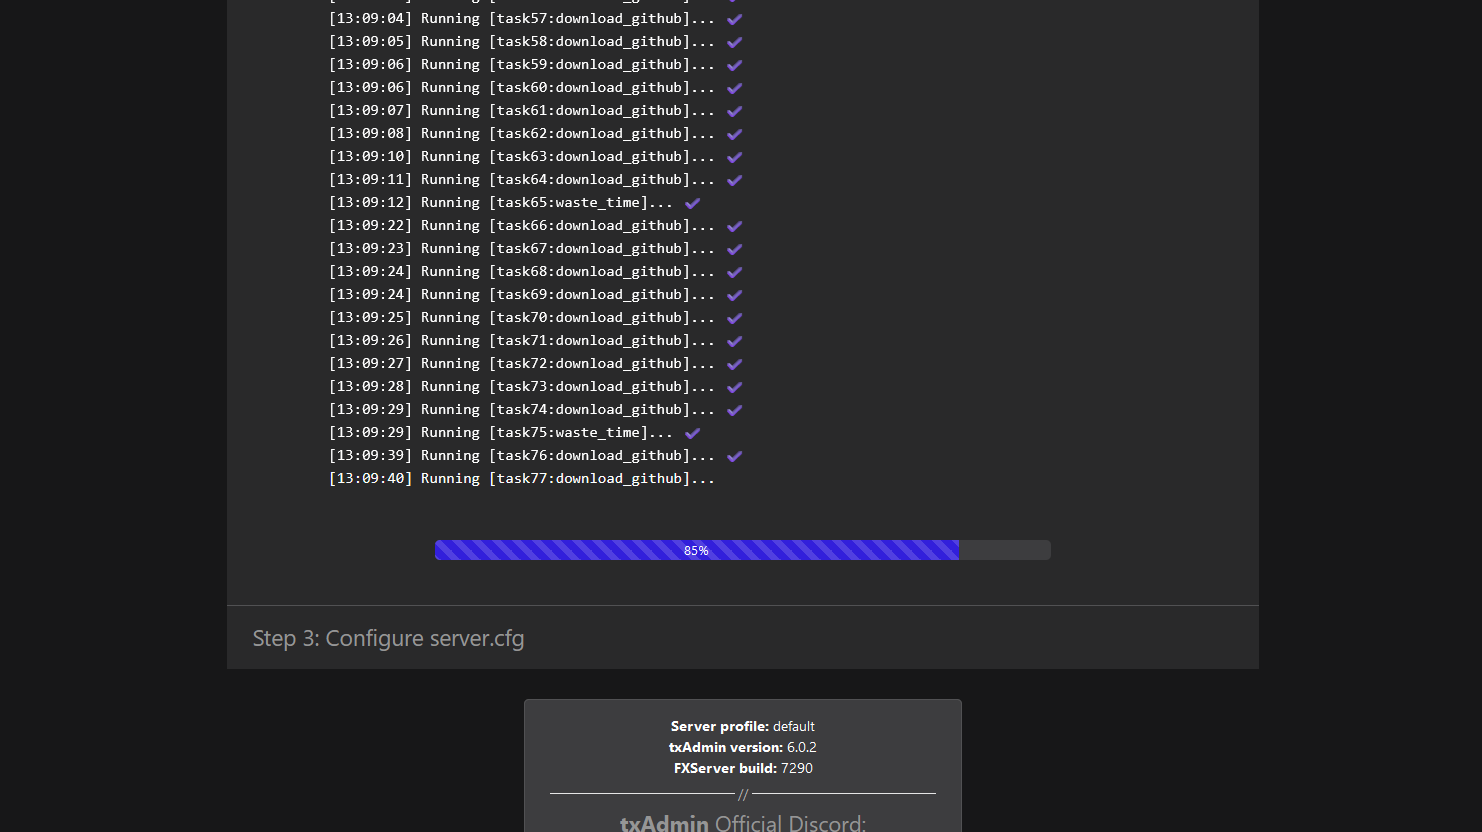 [13:09:04] Running [task57:download_github]... ✔
[13:09:05] Running [task58:download_github]... ✔
[13:09:06] Running [task59:download_github]... ✔
[13:09:06] Running [task60:download_github]... ✔
[13:09:07] Running [task61:download_github]... ✔
[13:09:08] Running [task62:download_github]... ✔
[13:09:10] Running [task63:download_github]... ✔
[13:09:11] Running [task64:download_github]... ✔
[13:09:12] Running [task65:waste_time]... ✔
[13:09:22] Running [task66:download_github]... ✔
[13:09:23] Running [task67:download_github]... ✔
[13:09:24] Running [task68:download_github]... ✔
[13:09:24] Running [task69:download_github]... ✔
[13:09:25] Running [task70:download_github]... ✔
[13:09:26] Running [task71:download_github]... ✔
[13:09:27] Running [task72:download_github]... ✔
[13:09:28] Running [task73:download_github]... ✔
[13:09:29] Running [task74:download_github]... ✔
[13:09:29] Running [task75:waste_time]... ✔
[13:09:39] Running [task76:download_github]... ✔
[13:09:40] Running [task77:download_github]...
85%
Step 3: Configure server.cfg
Server profile: default
txAdmin version: 6.0.2
FXServer build: 7290
//
txAdmin Official Discord: